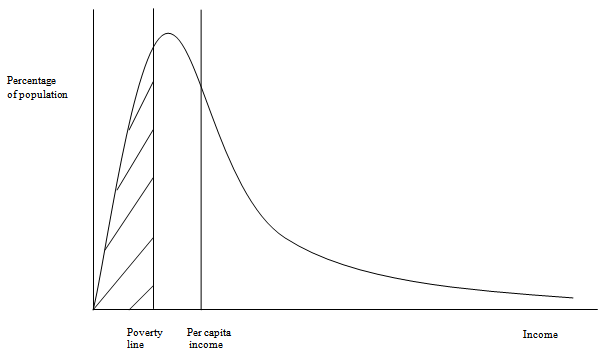 Percentage
of population
Poverty
line
Per capita
income
Income